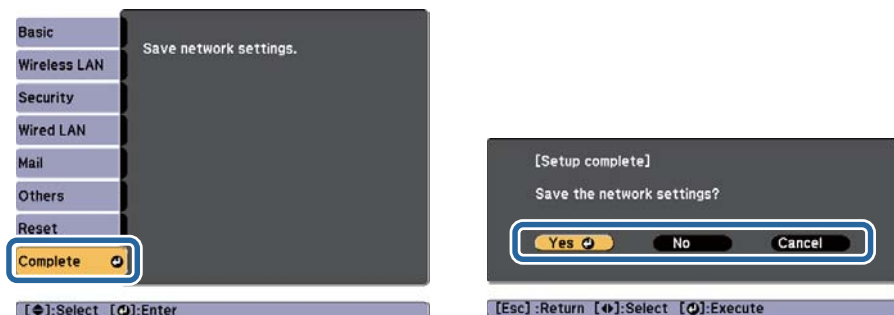 Basic
Save network settings.
Wireless LAN
Security
Wired LAN
Mail
Others
Reset
Complete
[◆]:Select [↵]:Enter
[Setup complete]
Save the network settings?
Yes ↵ No Cancel
[Esc] :Return [◀▶]:Select [↵]:Execute